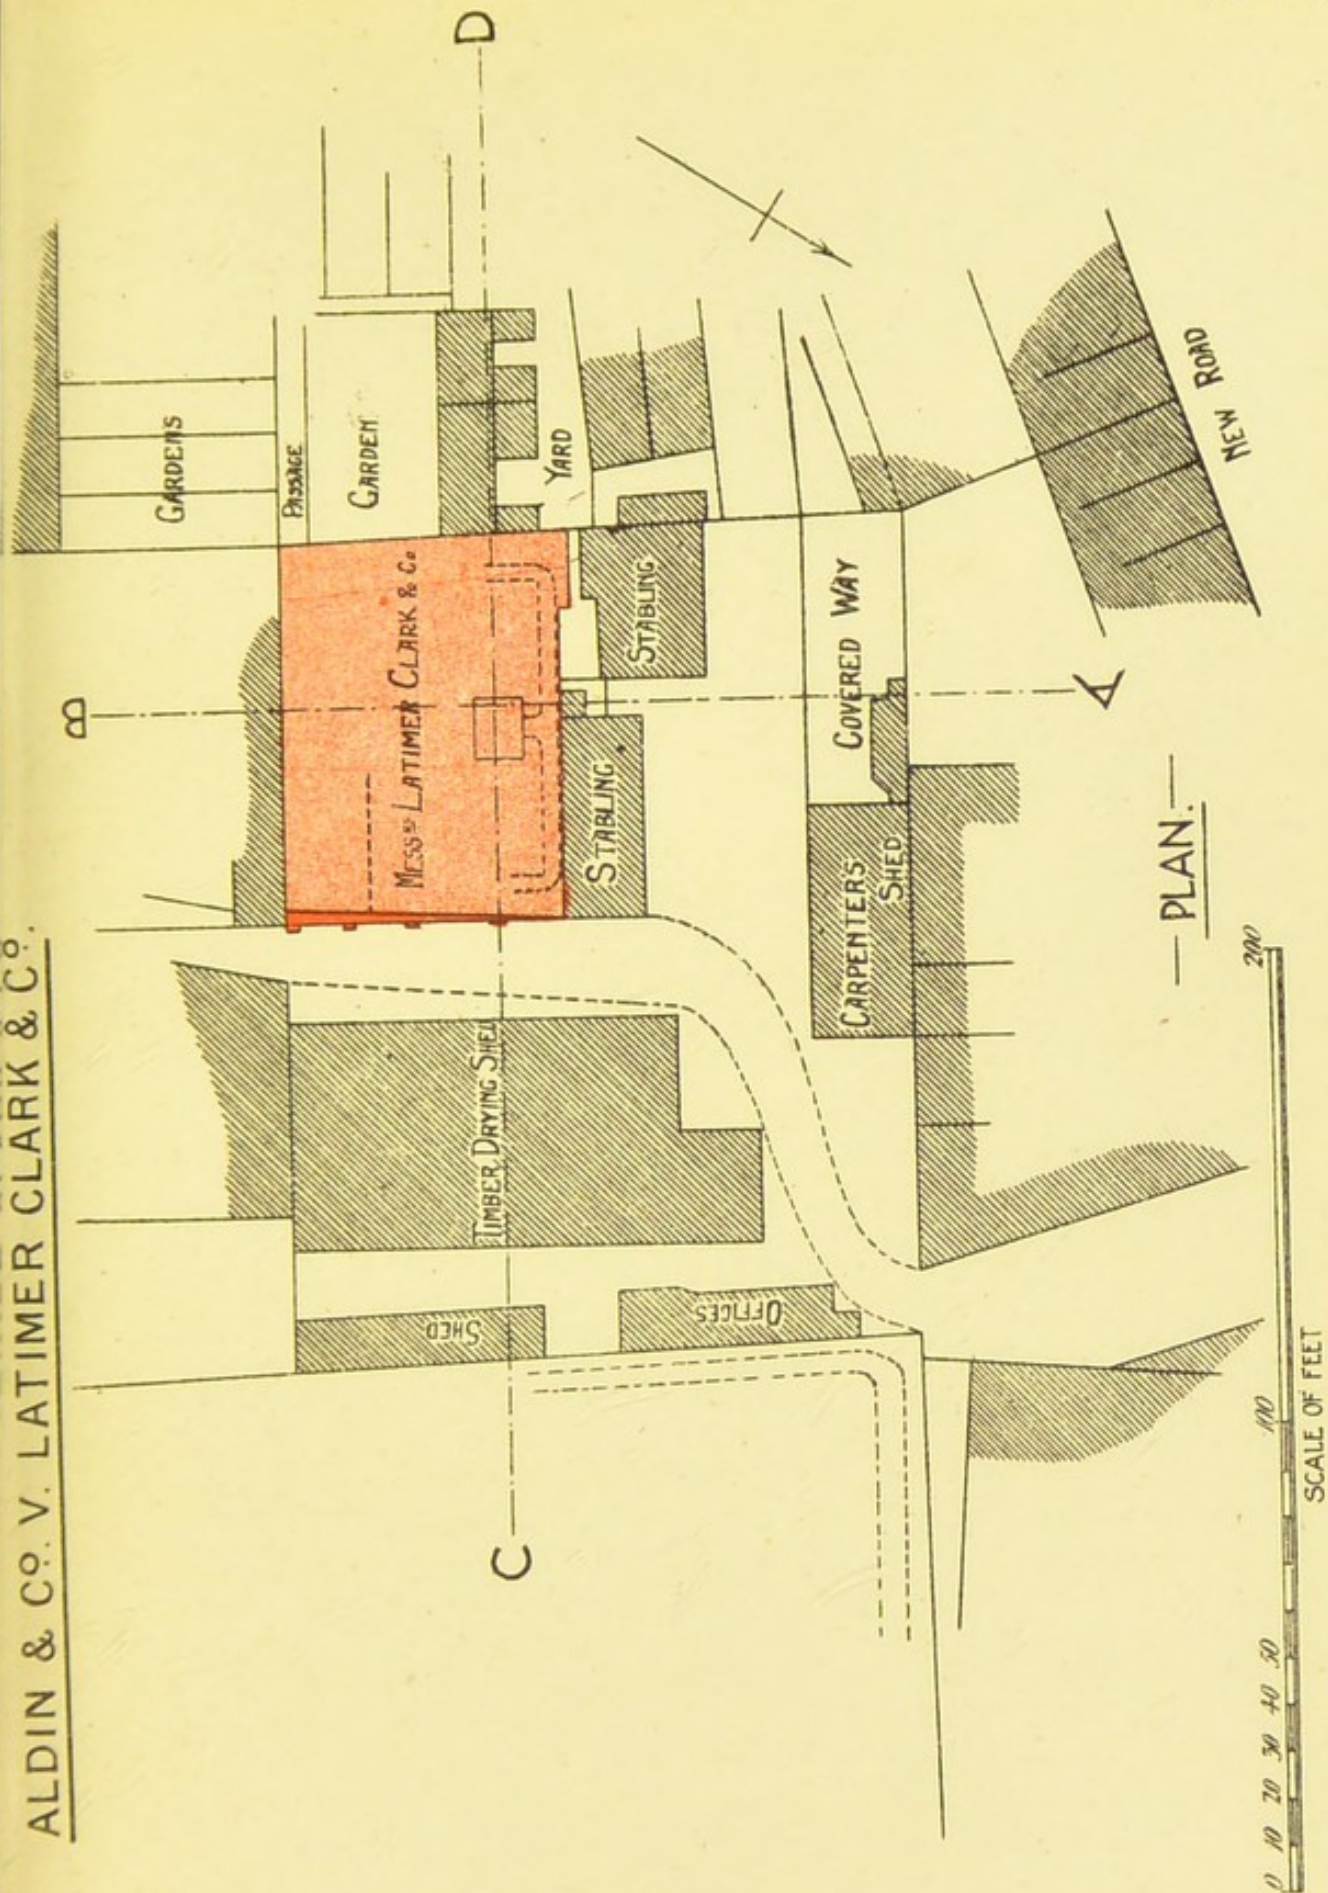 ALDIN & Cº. V. LATIMER CLARK & Cº.
D
B
GARDENS
PASSAGE
GARDEN
YARD
MESSRS LATIMER CLARK & Co
STABLING
STABLING
COVERED WAY
NEW ROAD
A
CARPENTERS
SHED
TIMBER DRYING SHED
SHED
OFFICES
C
PLAN.
0 10 20 30 40 50 100 200
SCALE OF FEET